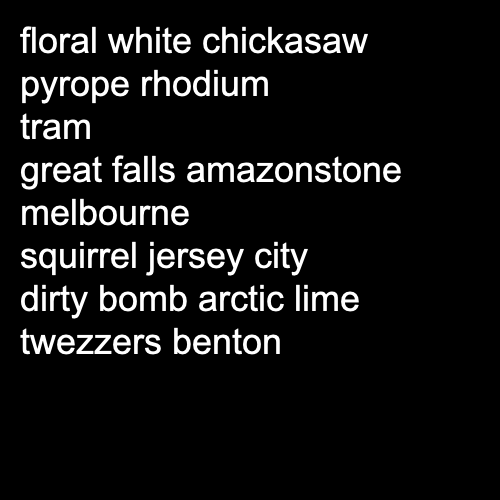 floral white chickasaw
pyrope rhodium
tram
great falls amazonstone
melbourne
squirrel jersey city
dirty bomb arctic lime
twezzers benton